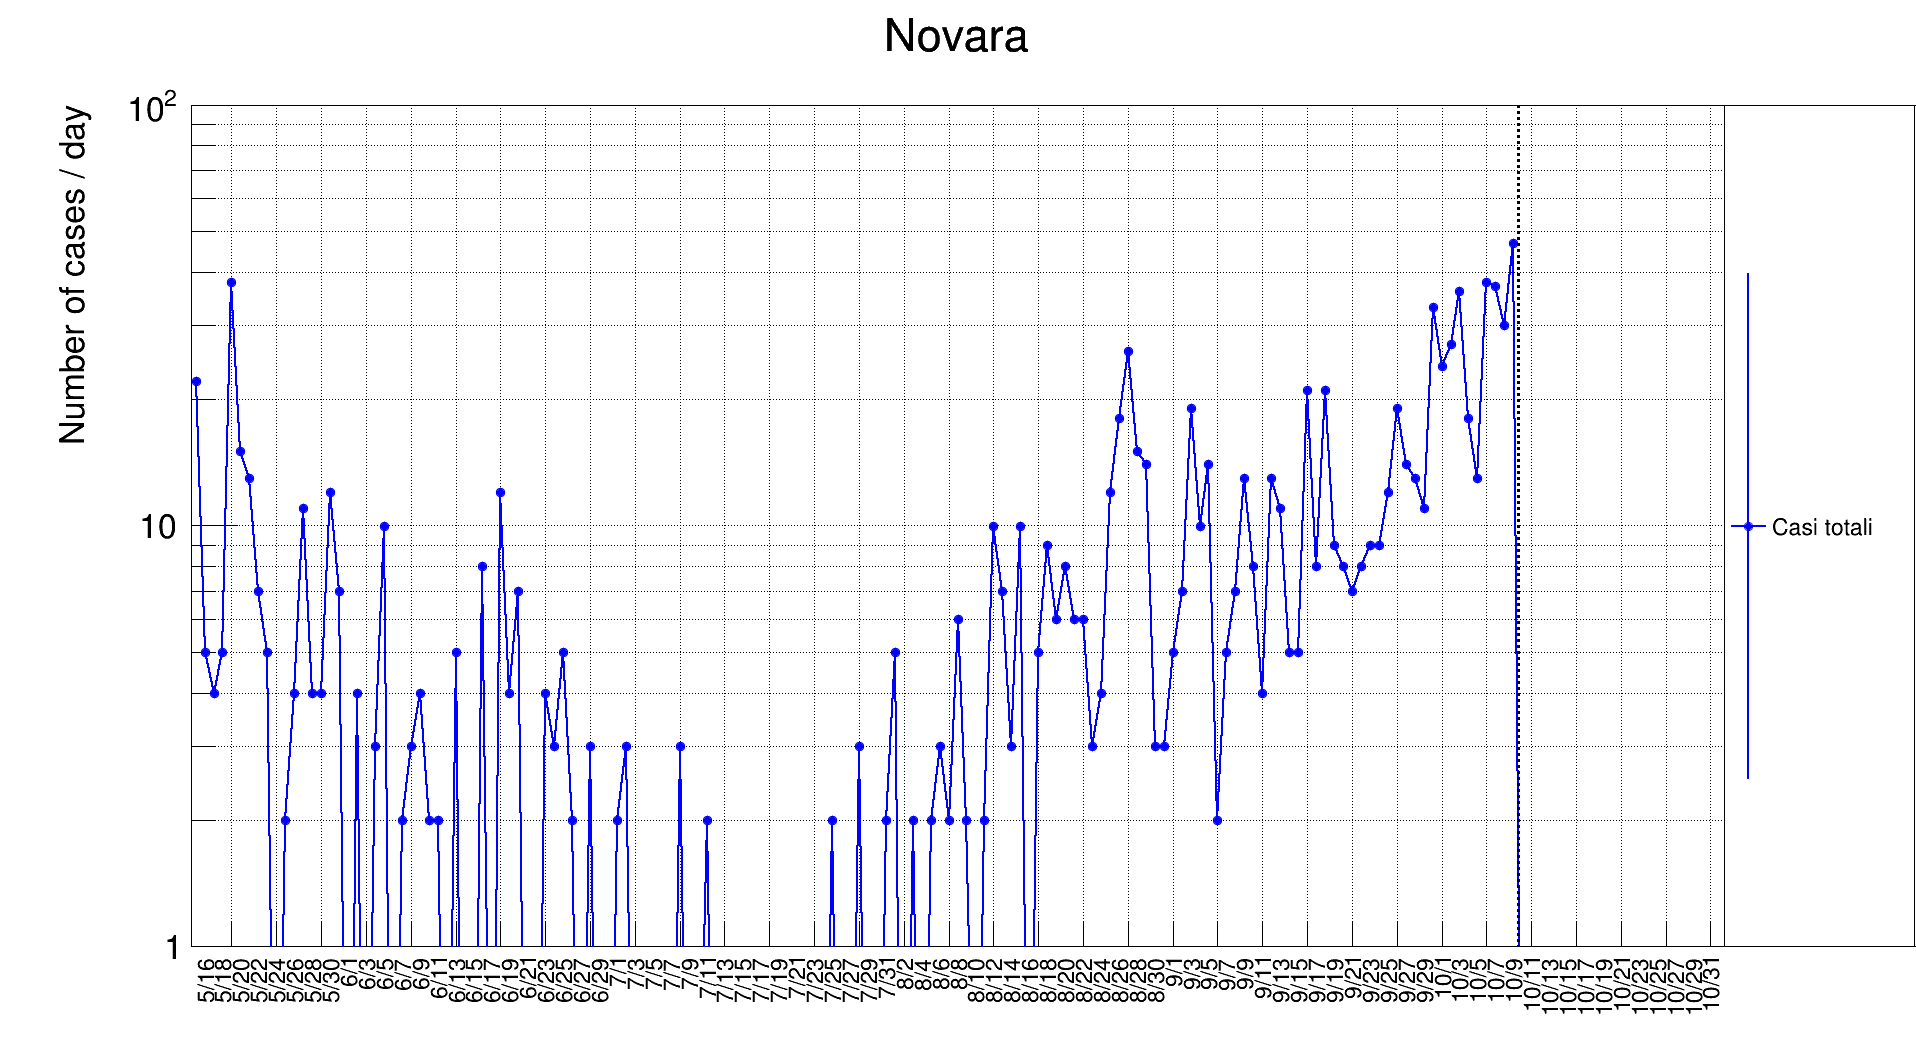 Novara
Number of cases / day
10²
10
1
Casi totali
5/16 5/18 5/20 5/22 5/24 5/26 5/28 5/30 6/1 6/3 6/5 6/7 6/9 6/11 6/13 6/15 6/17 6/19 6/21 6/23 6/25 6/27 6/29 7/1 7/3 7/5 7/7 7/9 7/11 7/13 7/15 7/17 7/19 7/21 7/23 7/25 7/27 7/29 7/31 8/2 8/4 8/6 8/8 8/10 8/12 8/14 8/16 8/18 8/20 8/22 8/24 8/26 8/28 8/30 9/1 9/3 9/5 9/7 9/9 9/11 9/13 9/15 9/17 9/19 9/21 9/23 9/25 9/27 9/29 10/1 10/3 10/5 10/7 10/9 10/11 10/13 10/15 10/17 10/19 10/21 10/23 10/25 10/27 10/29 10/31